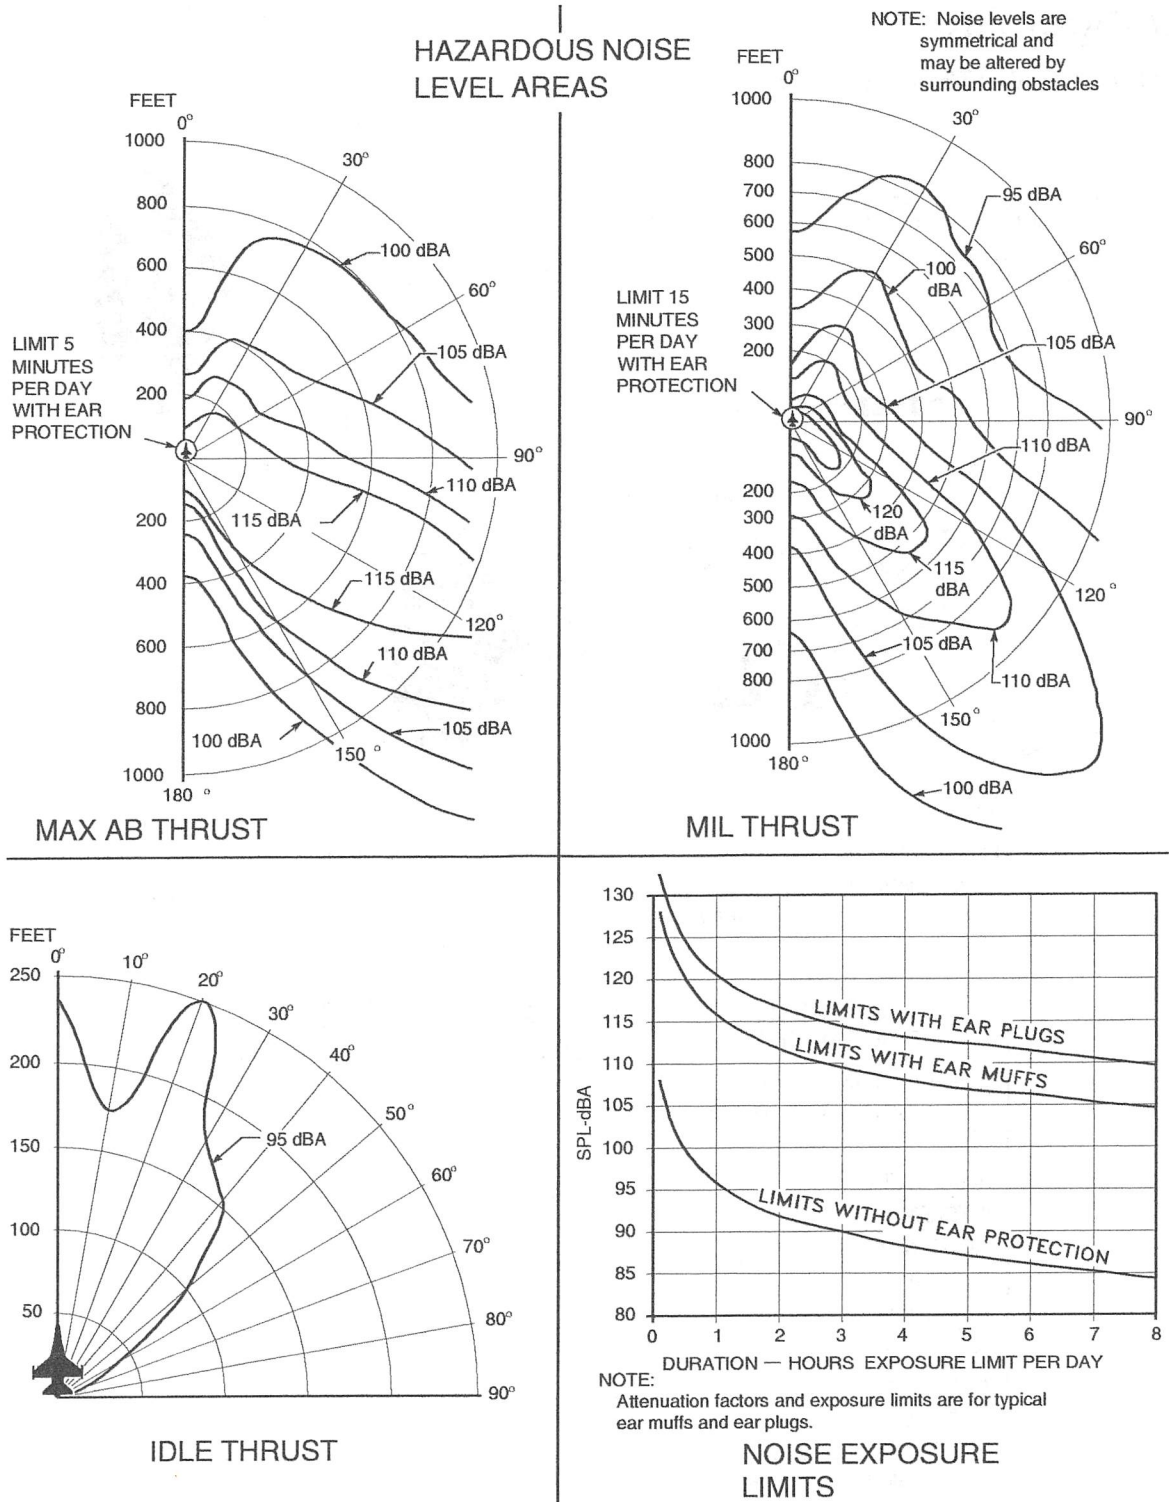 HAZARDOUS NOISE
LEVEL AREAS
NOTE: Noise levels are
symmetrical and
may be altered by
surrounding obstacles
FEET
0°
1000
800
600
400
200
200
400
600
800
1000
180°
30°
60°
90°
120°
150°
100 dBA
105 dBA
110 dBA
115 dBA
115 dBA
110 dBA
105 dBA
100 dBA
LIMIT 5
MINUTES
PER DAY
WITH EAR
PROTECTION
MAX AB THRUST
FEET
0°
1000
800
700
600
500
400
300
200
200
300
400
500
600
700
800
1000
180°
30°
60°
90°
120°
150°
95 dBA
100
dBA
105 dBA
110 dBA
120
dBA
115
dBA
105 dBA
110 dBA
100 dBA
LIMIT 15
MINUTES
PER DAY
WITH EAR
PROTECTION
MIL THRUST
FEET
250
200
150
100
50
0°
10°
20°
30°
40°
50°
60°
70°
80°
90°
95 dBA
IDLE THRUST
SPL-dBA
130
125
120
115
110
105
100
95
90
85
80
LIMITS WITH EAR PLUGS
LIMITS WITH EAR MUFFS
LIMITS WITHOUT EAR PROTECTION
0 1 2 3 4 5 6 7 8
DURATION — HOURS EXPOSURE LIMIT PER DAY
NOTE:
Attenuation factors and exposure limits are for typical
ear muffs and ear plugs.
NOISE EXPOSURE
LIMITS